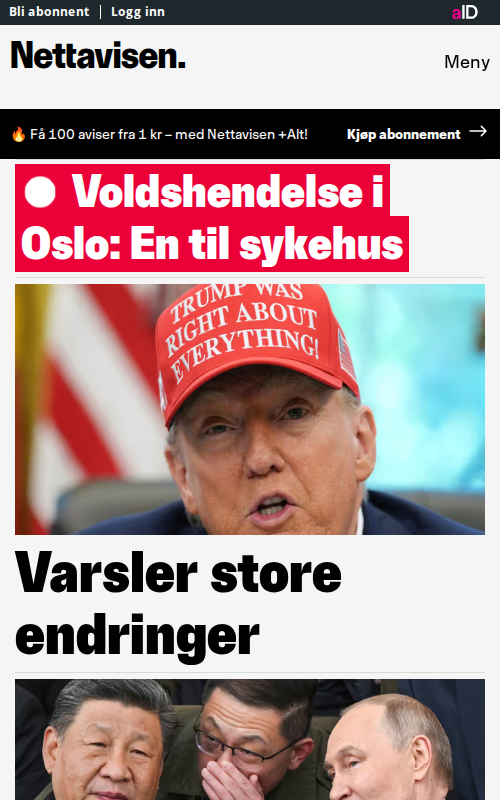 Bli abonnent | Logg inn
aID
Nettavisen.
Meny
🔥 Få 100 aviser fra 1 kr – med Nettavisen +Alt!
Kjøp abonnement →
Voldshendelse i
Oslo: En til sykehus
TRUMP WAS
RIGHT ABOUT
EVERYTHING!
Varsler store
endringer